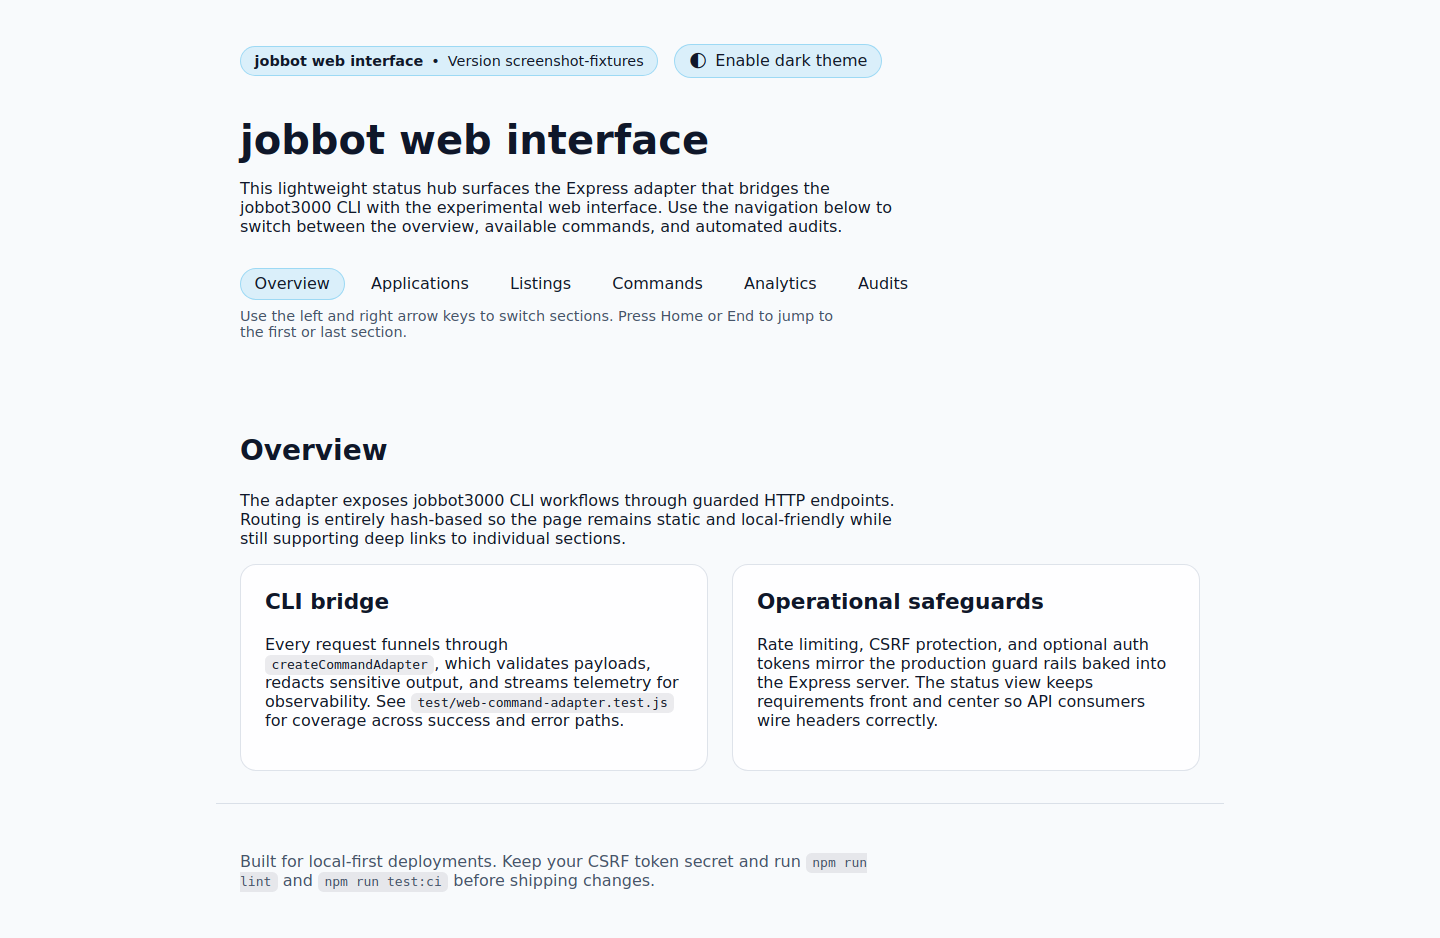 jobbot web interface • Version screenshot-fixtures
Enable dark theme
jobbot web interface
This lightweight status hub surfaces the Express adapter that bridges the
jobbot3000 CLI with the experimental web interface. Use the navigation below to
switch between the overview, available commands, and automated audits.
Overview Applications Listings Commands Analytics Audits
Use the left and right arrow keys to switch sections. Press Home or End to jump to
the first or last section.
Overview
The adapter exposes jobbot3000 CLI workflows through guarded HTTP endpoints.
Routing is entirely hash-based so the page remains static and local-friendly while
still supporting deep links to individual sections.
CLI bridge
Every request funnels through
createCommandAdapter, which validates payloads,
redacts sensitive output, and streams telemetry for
observability. See test/web-command-adapter.test.js
for coverage across success and error paths.
Operational safeguards
Rate limiting, CSRF protection, and optional auth
tokens mirror the production guard rails baked into
the Express server. The status view keeps
requirements front and center so API consumers
wire headers correctly.
Built for local-first deployments. Keep your CSRF token secret and run npm run
lint and npm run test:ci before shipping changes.